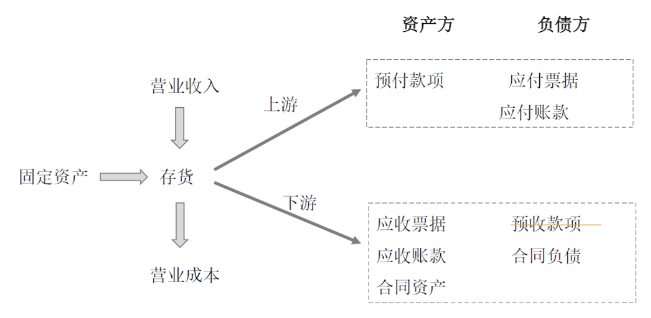 资产方 负债方
预付款项 应付票据
营业收入
上游
应付账款
固定资产 存货
下游
应收票据 预收款项
应收账款 合同负债
营业成本
合同资产